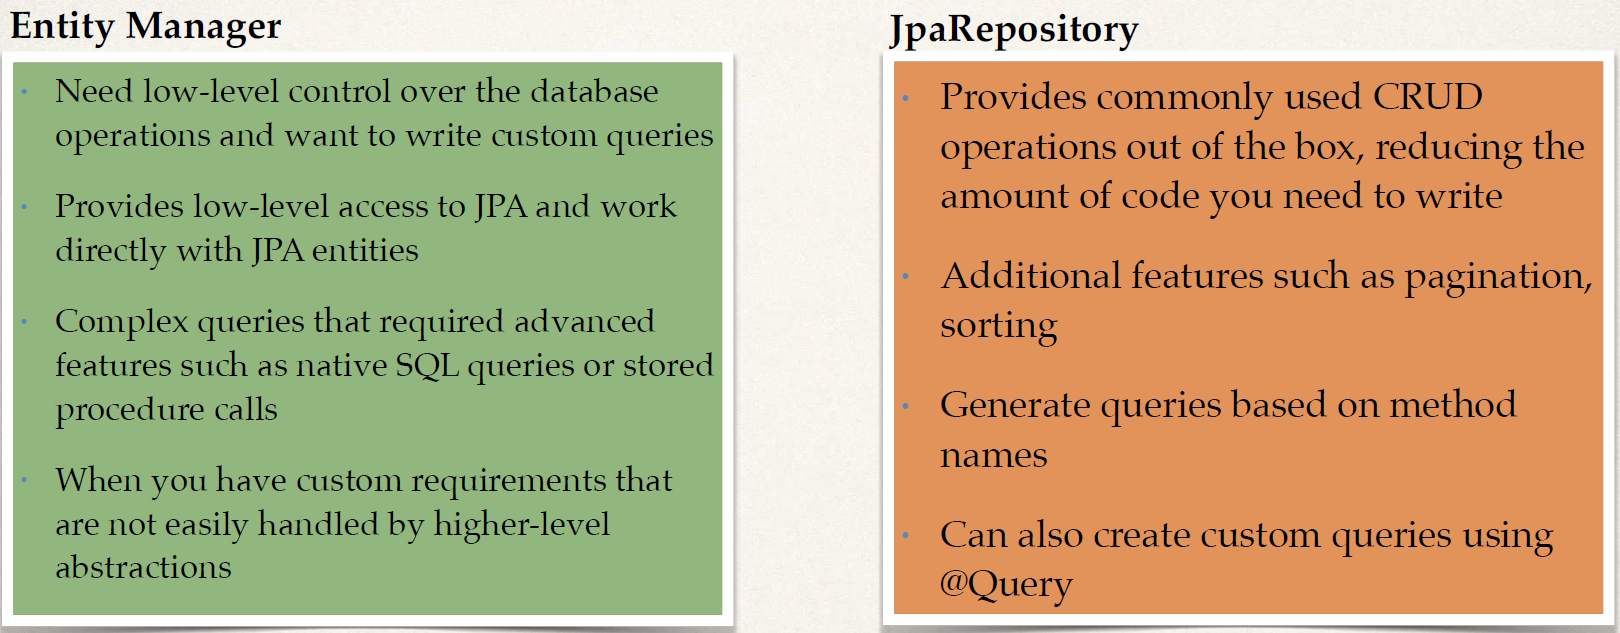 Entity Manager
• Need low-level control over the database
operations and want to write custom queries
• Provides low-level access to JPA and work
directly with JPA entities
• Complex queries that required advanced
features such as native SQL queries or stored
procedure calls
• When you have custom requirements that
are not easily handled by higher-level
abstractions
JpaRepository
• Provides commonly used CRUD
operations out of the box, reducing the
amount of code you need to write
• Additional features such as pagination,
sorting
• Generate queries based on method
names
• Can also create custom queries using
@Query